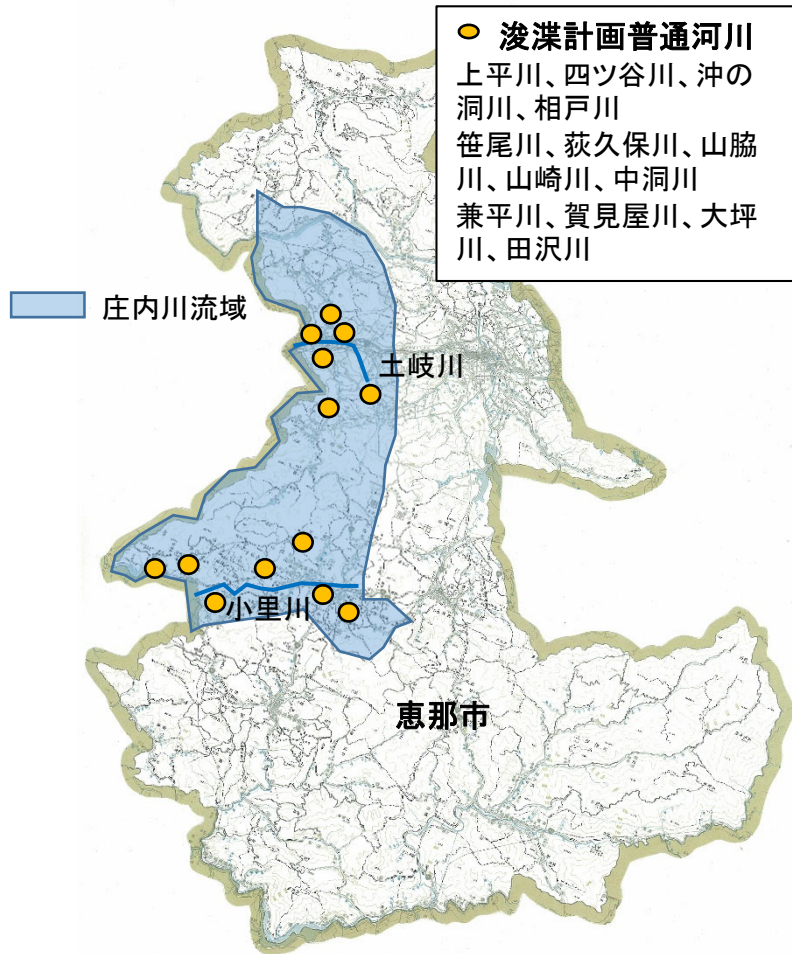 浚渫計画普通河川
上平川、四ツ谷川、沖の
洞川、相戸川
笹尾川、荻久保川、山脇
川、山崎川、中洞川
兼平川、賀見屋川、大坪
川、田沢川
庄内川流域
土岐川
小里川
恵那市